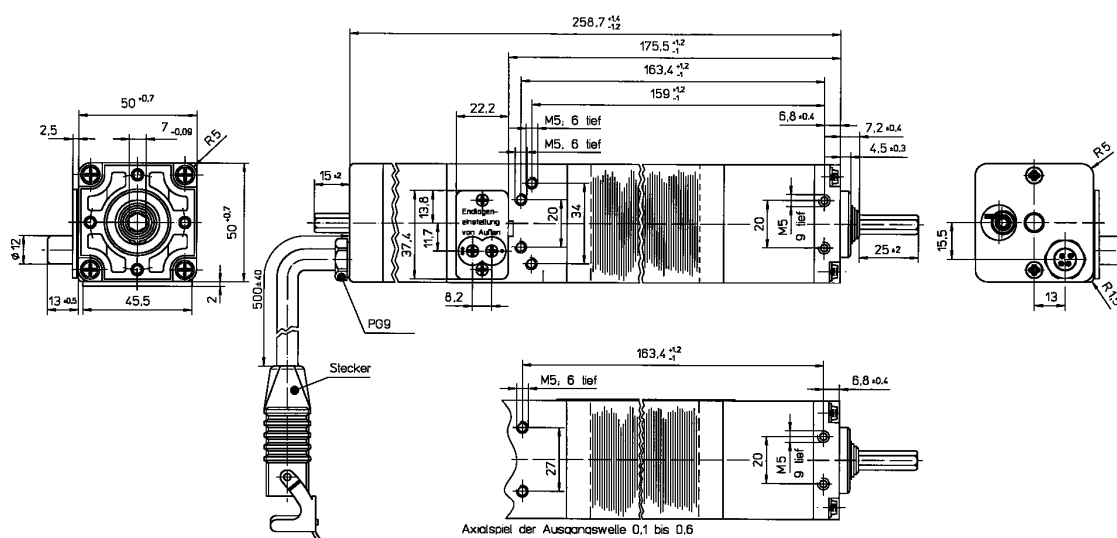 258,7 +1,4 -1,2
175,5 +1,2 -1
163,4 +1,2 -1
159 +1,2 -1
50 +0,7
7 -0,09
2,5
R5
22,2
M5; 6 tief
M5; 6 tief
6,8 ±0,4
7,2 ±0,4
4,5 ±0,3
R5
15 ±2
13,8
Endlagen-
einstellung
von Außen
11,7
37,4
20
34
20
M5
9 tief
25 ±2
15,5
50 +0,7
ø 12
13 ±0,5
45,5
2
500±40
8,2
PG9
13
Stecker
163,4 +1,2 -1
M5; 6 tief
6,8 ±0,4
27
20
M5
9 tief
Axialspiel der Ausgangswelle 0,1 bis 0,6